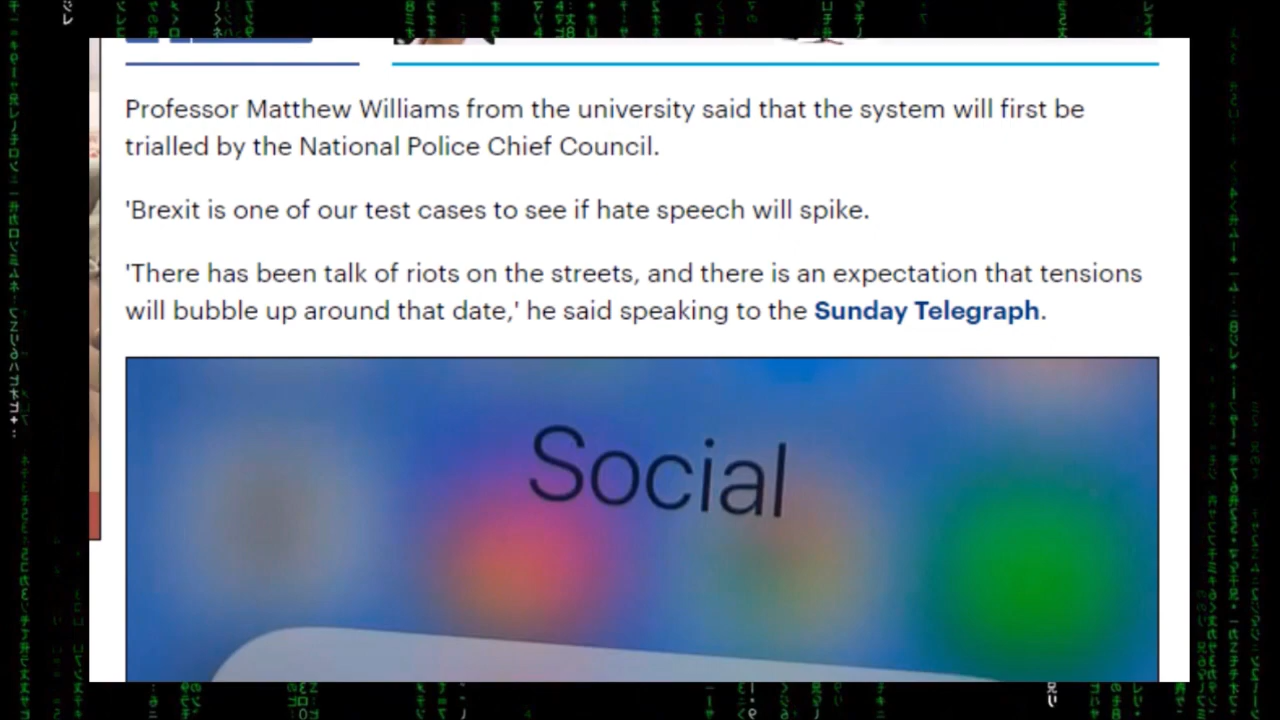 Professor Matthew Williams from the university said that the system will first be
trialled by the National Police Chief Council.
'Brexit is one of our test cases to see if hate speech will spike.
'There has been talk of riots on the streets, and there is an expectation that tensions
will bubble up around that date,' he said speaking to the Sunday Telegraph.
Social